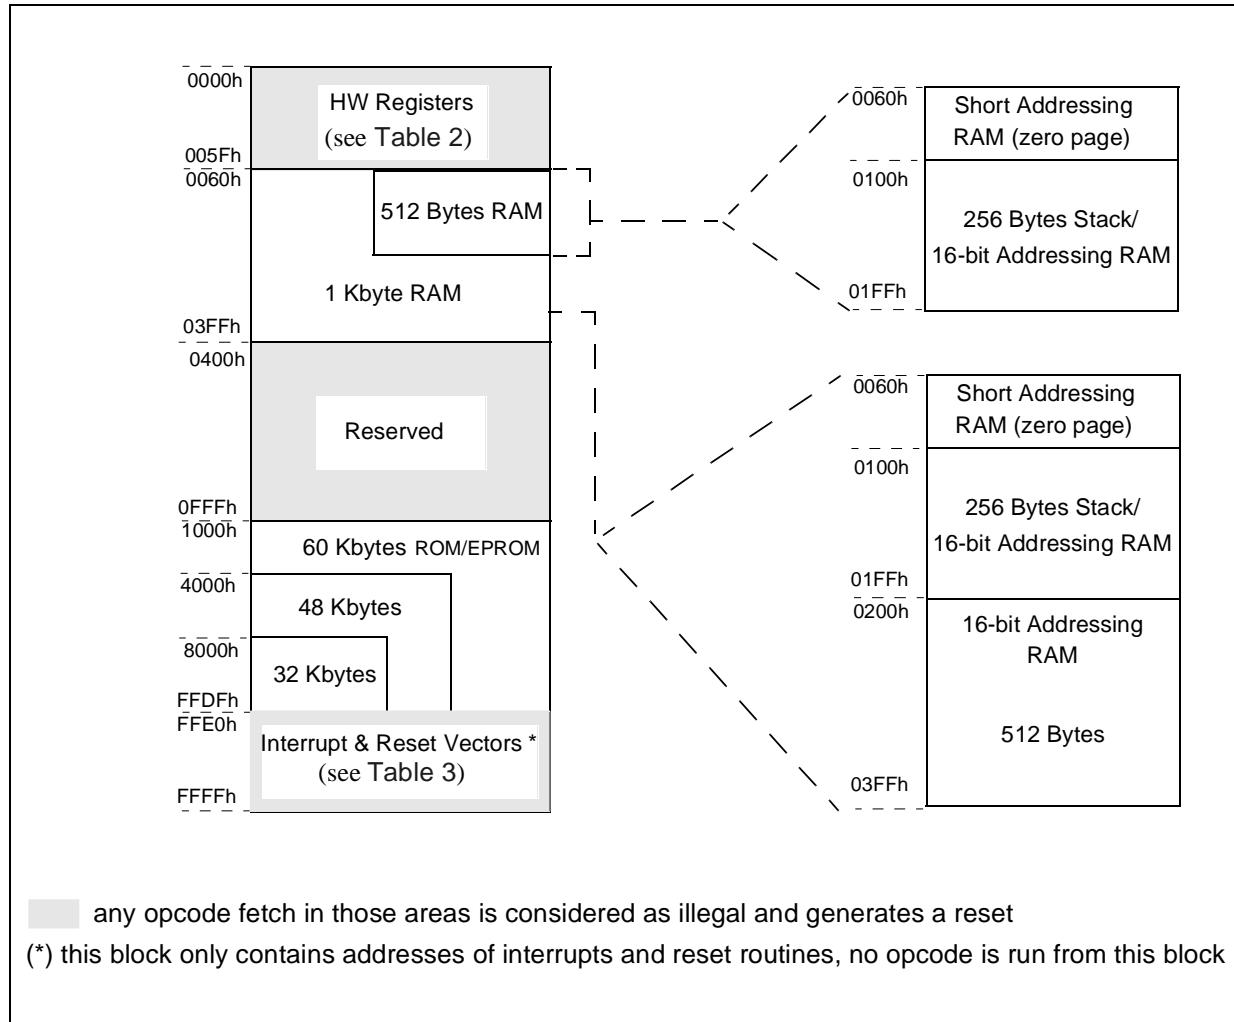 0000h
HW Registers
(see Table 2)
005Fh
0060h
512 Bytes RAM
1 Kbyte RAM
03FFh
0400h
Reserved
0FFFh
1000h
60 Kbytes ROM/EPROM
4000h
48 Kbytes
8000h
32 Kbytes
FFDFh
FFE0h
Interrupt & Reset Vectors *
(see Table 3)
FFFFh
0060h
Short Addressing
RAM (zero page)
0100h
256 Bytes Stack/
16-bit Addressing RAM
01FFh
0060h
Short Addressing
RAM (zero page)
0100h
256 Bytes Stack/
16-bit Addressing RAM
01FFh
0200h
16-bit Addressing
RAM
512 Bytes
03FFh
any opcode fetch in those areas is considered as illegal and generates a reset
(*) this block only contains addresses of interrupts and reset routines, no opcode is run from this block